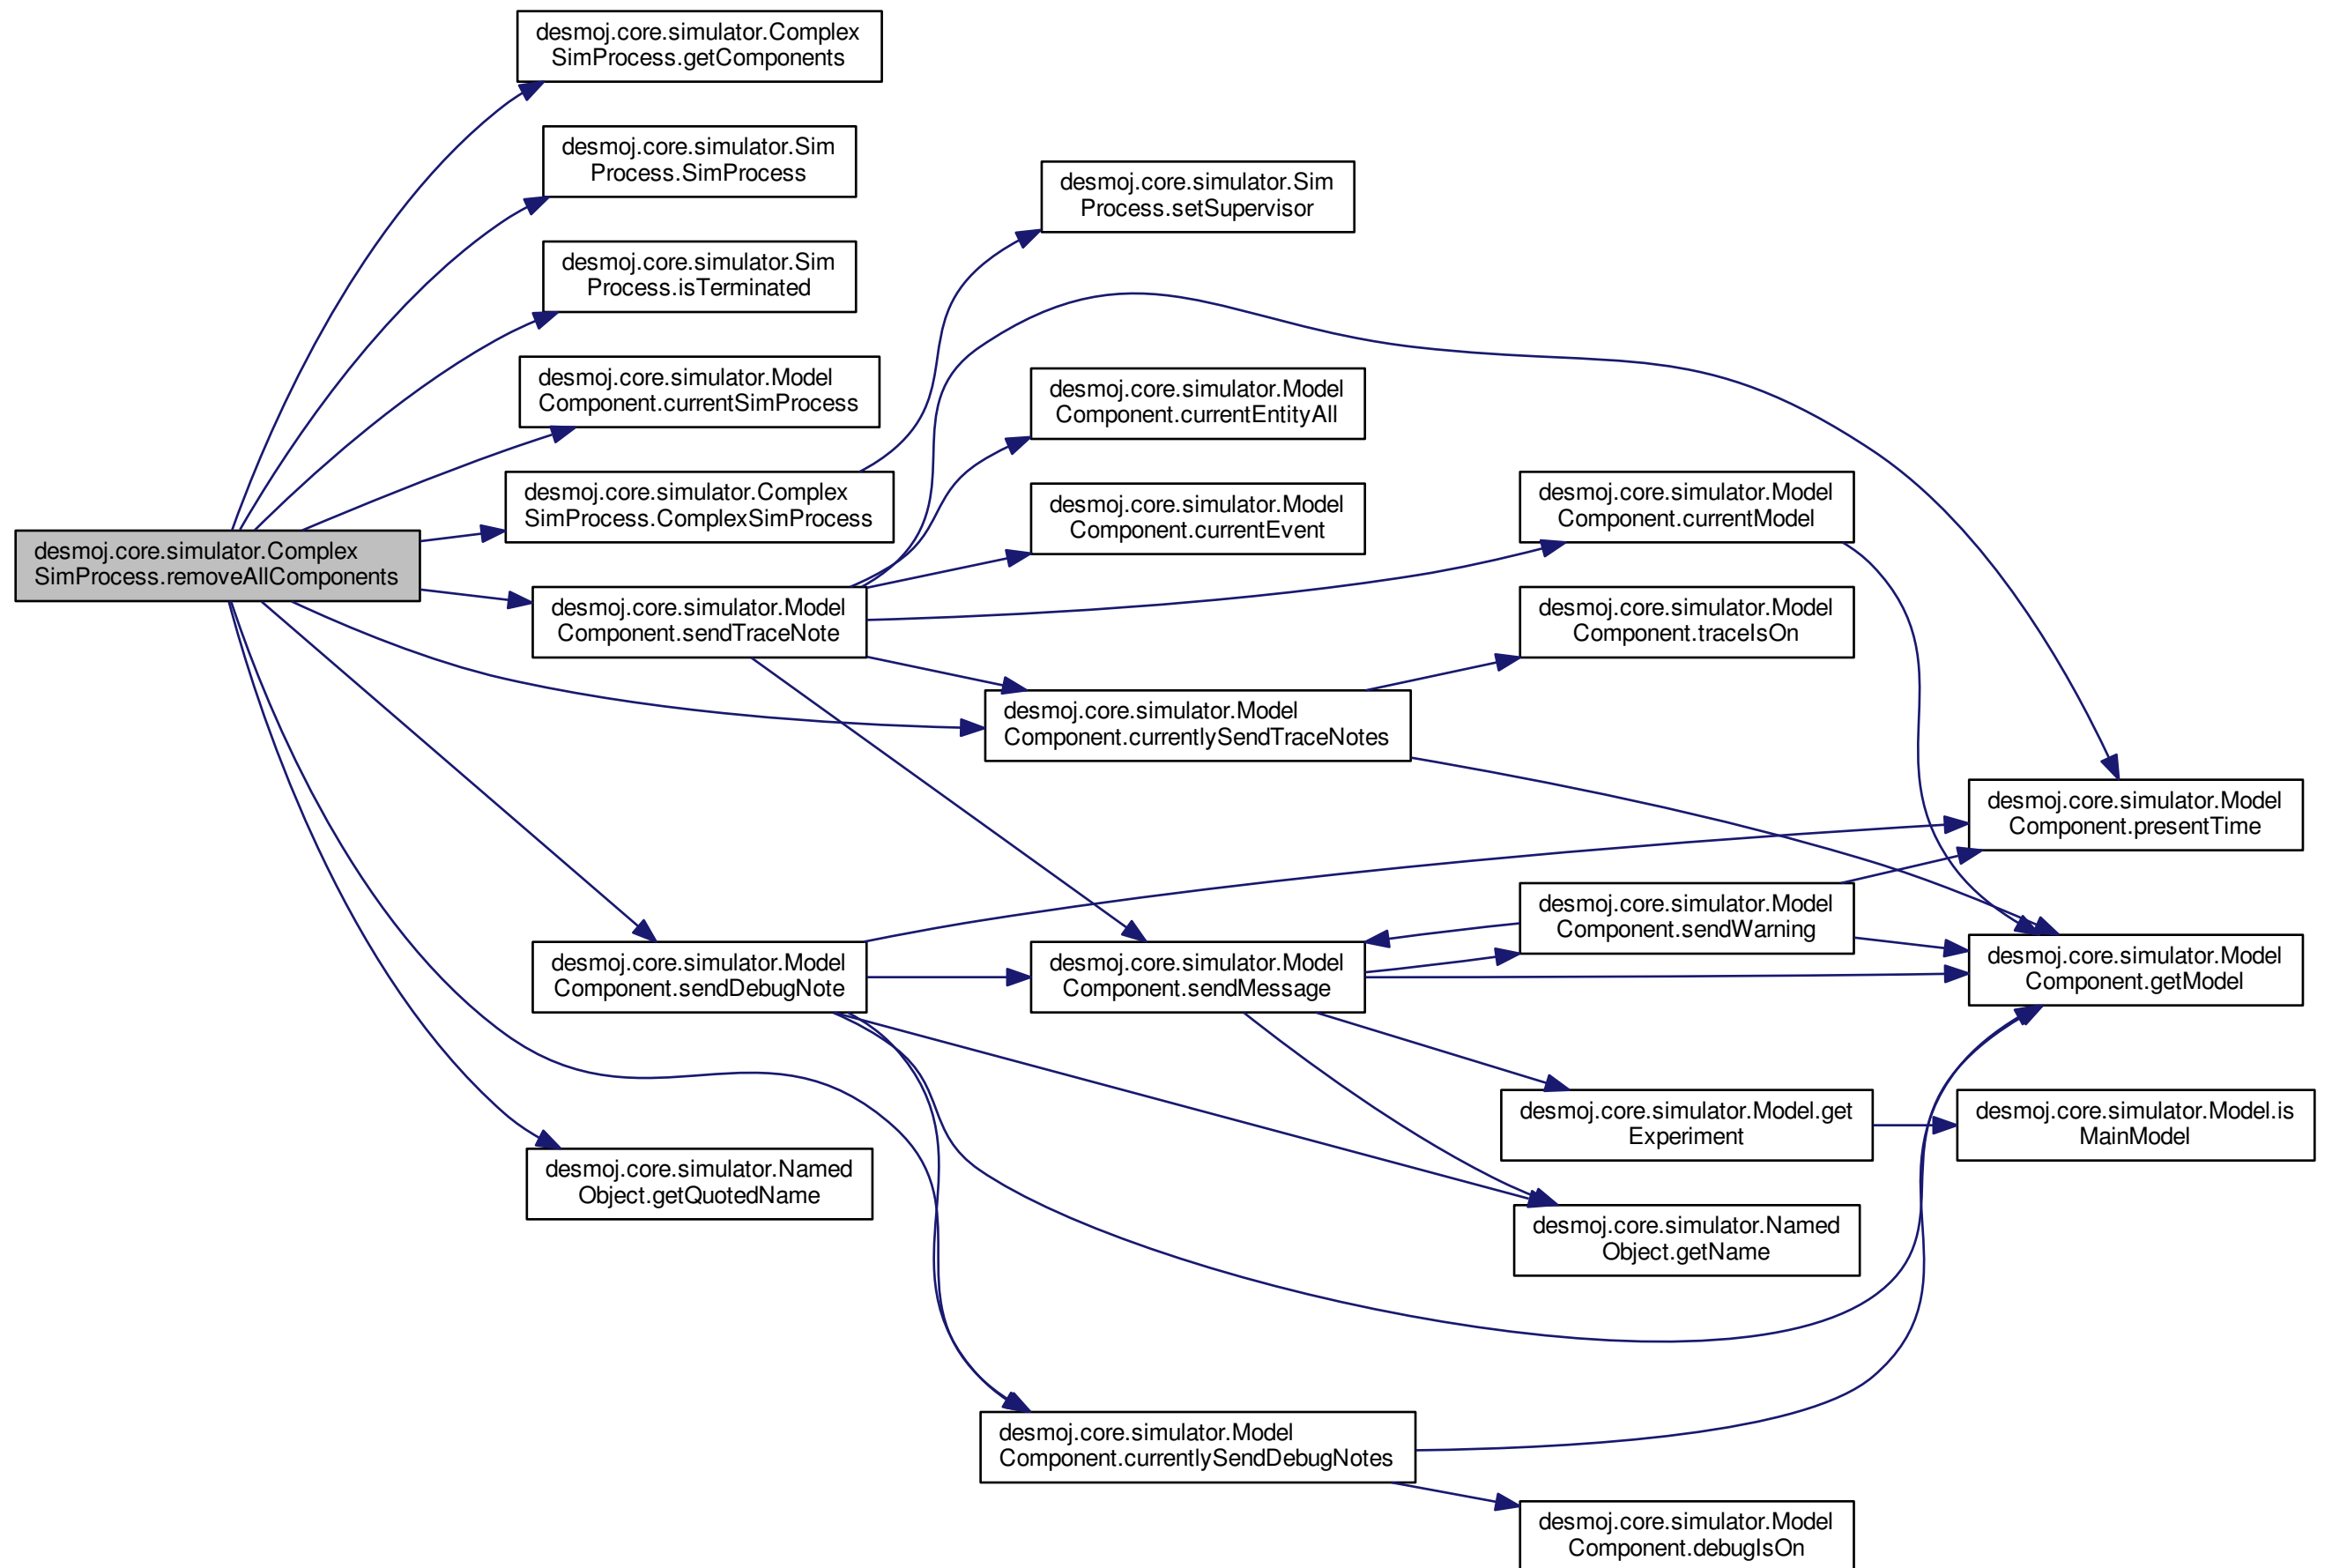 desmoj.core.simulator.Complex
SimProcess.getComponents
desmoj.core.simulator.Sim
Process.SimProcess
desmoj.core.simulator.Sim
Process.setSupervisor
desmoj.core.simulator.Sim
Process.isTerminated
desmoj.core.simulator.Model
Component.currentSimProcess
desmoj.core.simulator.Model
Component.currentEntityAll
desmoj.core.simulator.Complex
SimProcess.ComplexSimProcess
desmoj.core.simulator.Model
Component.currentEvent
desmoj.core.simulator.Model
Component.currentModel
desmoj.core.simulator.Complex
SimProcess.removeAllComponents
desmoj.core.simulator.Model
Component.sendTraceNote
desmoj.core.simulator.Model
Component.traceIsOn
desmoj.core.simulator.Model
Component.currentlySendTraceNotes
desmoj.core.simulator.Model
Component.presentTime
desmoj.core.simulator.Model
Component.sendWarning
desmoj.core.simulator.Model
Component.sendDebugNote
desmoj.core.simulator.Model
Component.sendMessage
desmoj.core.simulator.Model
Component.getModel
desmoj.core.simulator.Model.get
Experiment
desmoj.core.simulator.Model.is
MainModel
desmoj.core.simulator.Named
Object.getQuotedName
desmoj.core.simulator.Named
Object.getName
desmoj.core.simulator.Model
Component.currentlySendDebugNotes
desmoj.core.simulator.Model
Component.debugIsOn